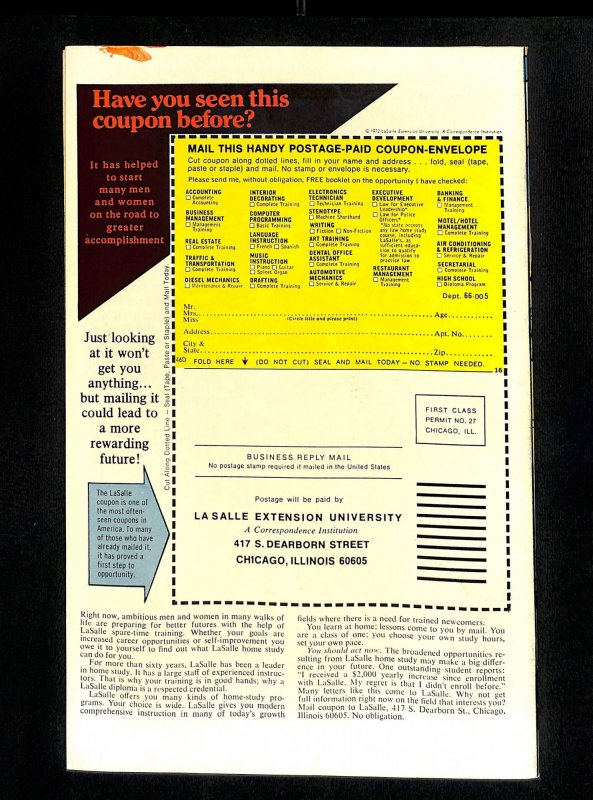 Have you seen this
coupon before?
© 1972 LaSalle Extension University A Correspondence Institution
It has helped
to start
many men
and women
on the road to
greater
accomplishment
MAIL THIS HANDY POSTAGE-PAID COUPON-ENVELOPE
Cut coupon along dotted lines, fill in your name and address . . . fold, seal (tape,
paste or staple) and mail. No stamp or envelope is necessary.
Please send me, without obligation, FREE booklet on the opportunity I have checked:
ACCOUNTING
☐ Complete
Accounting
BUSINESS
MANAGEMENT
☐ Management
Training
REAL ESTATE
☐ Complete Training
TRAFFIC &
TRANSPORTATION
☐ Complete Training
DIESEL MECHANICS
☐ Maintenance & Repair
INTERIOR
DECORATING
☐ Complete Training
COMPUTER
PROGRAMMING
☐ Basic Training
LANGUAGE
INSTRUCTION
☐ French ☐ Spanish
MUSIC
INSTRUCTION
☐ Piano ☐ Guitar
☐ Spinet Organ
DRAFTING
☐ Complete Training
ELECTRONICS
TECHNICIAN
☐ Technician Training
STENOTYPE
☐ Machine Shorthand
WRITING
☐ Fiction ☐ Non-Fiction
ART TRAINING
☐ Complete Training
DENTAL OFFICE
ASSISTANT
☐ Complete Training
AUTOMOTIVE
MECHANICS
☐ Service & Repair
EXECUTIVE
DEVELOPMENT
☐ Law for Executive
Leadership*
☐ Law for Police
Officers*
*No state accepts
any law home study
course, including
LaSalle's, as
sufficient educa-
tion to qualify
for admission to
practice law.
RESTAURANT
MANAGEMENT
☐ Management
Training
BANKING
& FINANCE
☐ Management
Training
MOTEL/HOTEL
MANAGEMENT
☐ Complete Training
AIR CONDITIONING
& REFRIGERATION
☐ Service & Repair
SECRETARIAL
☐ Complete Training
HIGH SCHOOL
☐ Diploma Program
Dept. 66-005
Mr.
Mrs.
Miss
(Circle title and please print)
Age
Address
Apt. No.
City &
State
Zip
460 FOLD HERE (DO NOT CUT) SEAL AND MAIL TODAY — NO STAMP NEEDED.
16
Cut Along Dotted Line — Seal (Tape, Paste or Staple) and Mail Today
Just looking
at it won't
get you
anything...
but mailing it
could lead to
a more
rewarding
future!
The LaSalle
coupon is one of
the most often-
seen coupons in
America. To many
of those who have
already mailed it,
it has proved a
first step to
opportunity.
FIRST CLASS
PERMIT NO. 27
CHICAGO, ILL.
BUSINESS REPLY MAIL
No postage stamp required if mailed in the United States
Postage will be paid by
LA SALLE EXTENSION UNIVERSITY
A Correspondence Institution
417 S. DEARBORN STREET
CHICAGO, ILLINOIS 60605
Right now, ambitious men and women in many walks of
life are preparing for better futures with the help of
LaSalle spare-time training. Whether your goals are
increased career opportunities or self-improvement you
owe it to yourself to find out what LaSalle home study
can do for you.
For more than sixty years, LaSalle has been a leader
in home study. It has a large staff of experienced instruc-
tors. That is why your training is in good hands; why a
LaSalle diploma is a respected credential.
LaSalle offers you many kinds of home-study pro-
grams. Your choice is wide. LaSalle gives you modern
comprehensive instruction in many of today's growth
fields where there is a need for trained newcomers.
You learn at home; lessons come to you by mail. You
are a class of one; you choose your own study hours,
set your own pace.
You should act now. The broadened opportunities re-
sulting from LaSalle home study may make a big differ-
ence in your future. One outstanding student reports:
"I received a $2,000 yearly increase since enrollment
with LaSalle. My regret is that I didn't enroll before."
Many letters like this come to LaSalle. Why not get
full information right now on the field that interests you?
Mail coupon to LaSalle, 417 S. Dearborn St., Chicago,
Illinois 60605. No obligation.